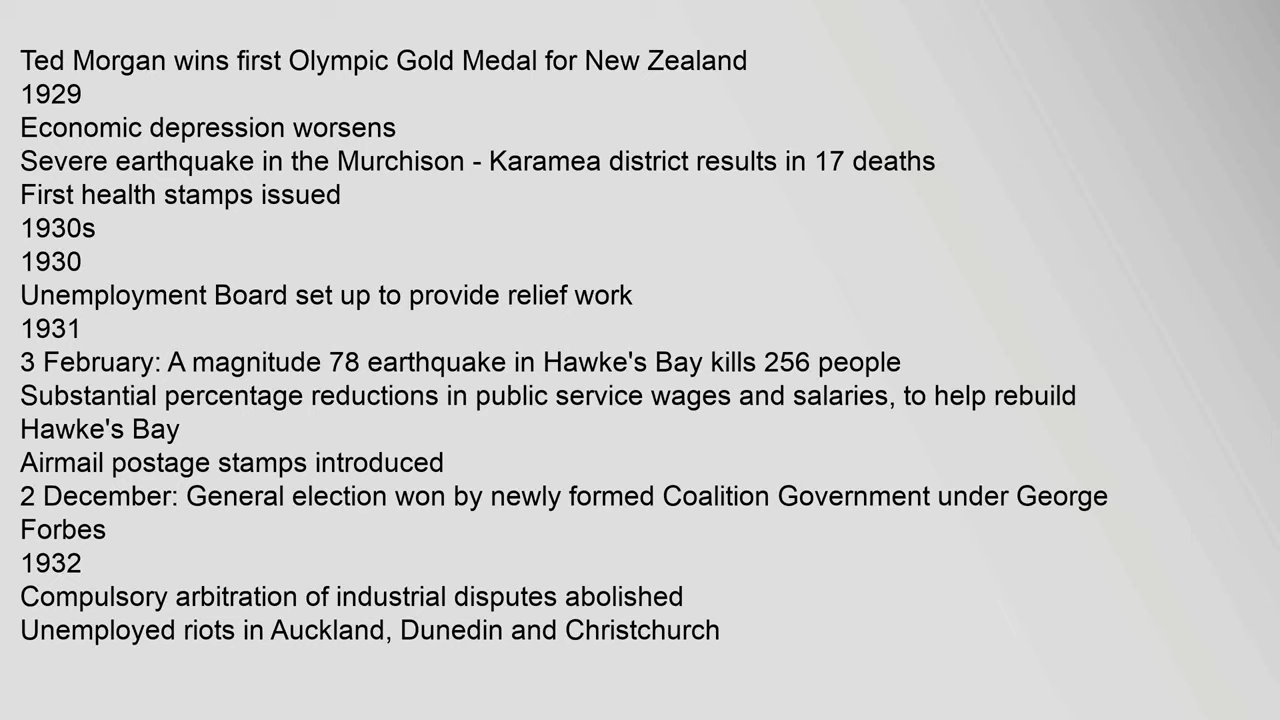 Ted Morgan wins first Olympic Gold Medal for New Zealand
1929
Economic depression worsens
Severe earthquake in the Murchison - Karamea district results in 17 deaths
First health stamps issued
1930s
1930
Unemployment Board set up to provide relief work
1931
3 February: A magnitude 78 earthquake in Hawke's Bay kills 256 people
Substantial percentage reductions in public service wages and salaries, to help rebuild
Hawke's Bay
Airmail postage stamps introduced
2 December: General election won by newly formed Coalition Government under George
Forbes
1932
Compulsory arbitration of industrial disputes abolished
Unemployed riots in Auckland, Dunedin and Christchurch